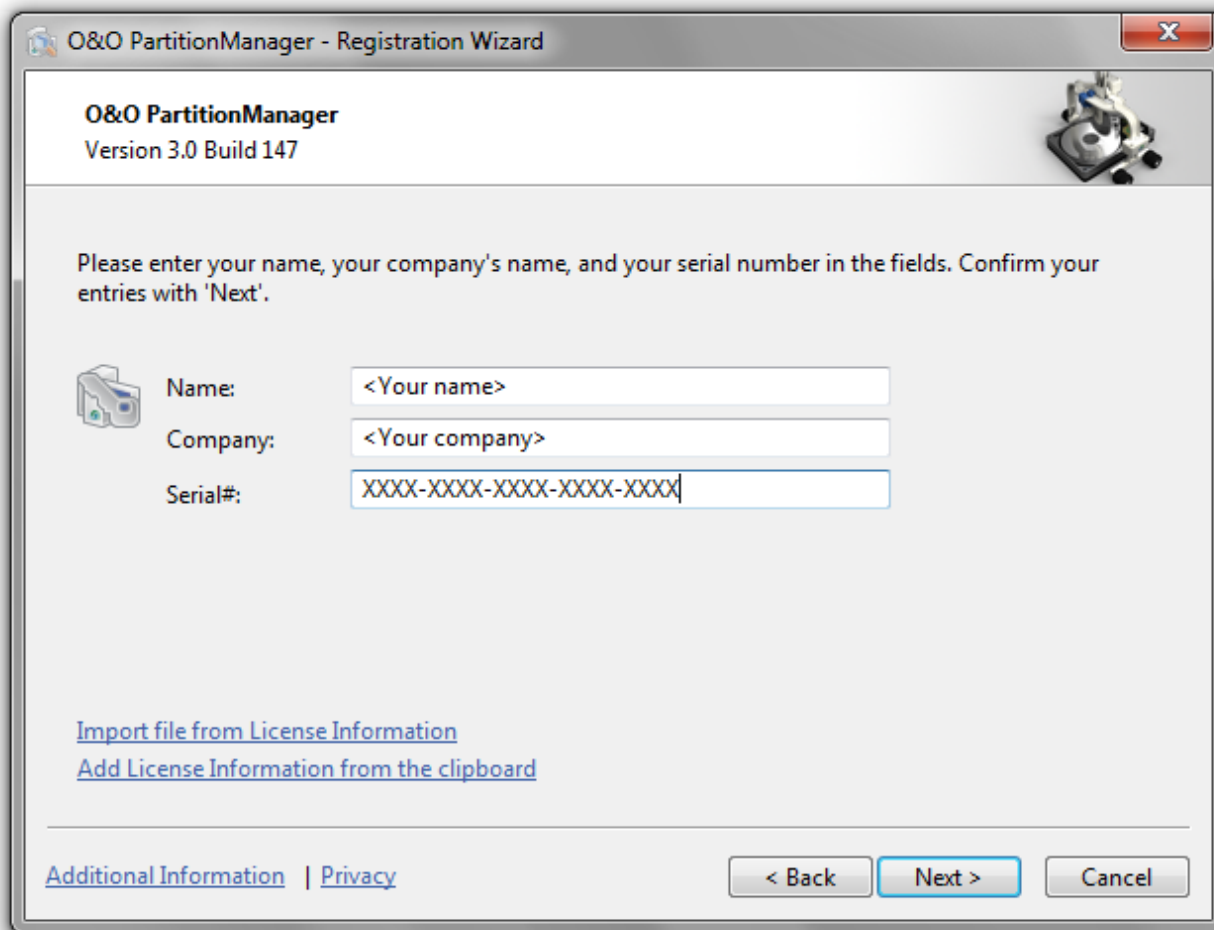 O&O PartitionManager - Registration Wizard
O&O PartitionManager
Version 3.0 Build 147
Please enter your name, your company's name, and your serial number in the fields. Confirm your
entries with 'Next'.
Name: <Your name>
Company: <Your company>
Serial#: XXXX-XXXX-XXXX-XXXX-XXXX
Import file from License Information
Add License Information from the clipboard
Additional Information | Privacy < Back Next > Cancel